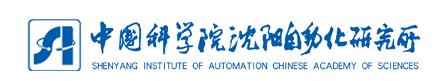 中国科学院沈阳自动化研究所
SHENYANG INSTITUTE OF AUTOMATION CHINESE ACADEMY OF SCIENCES